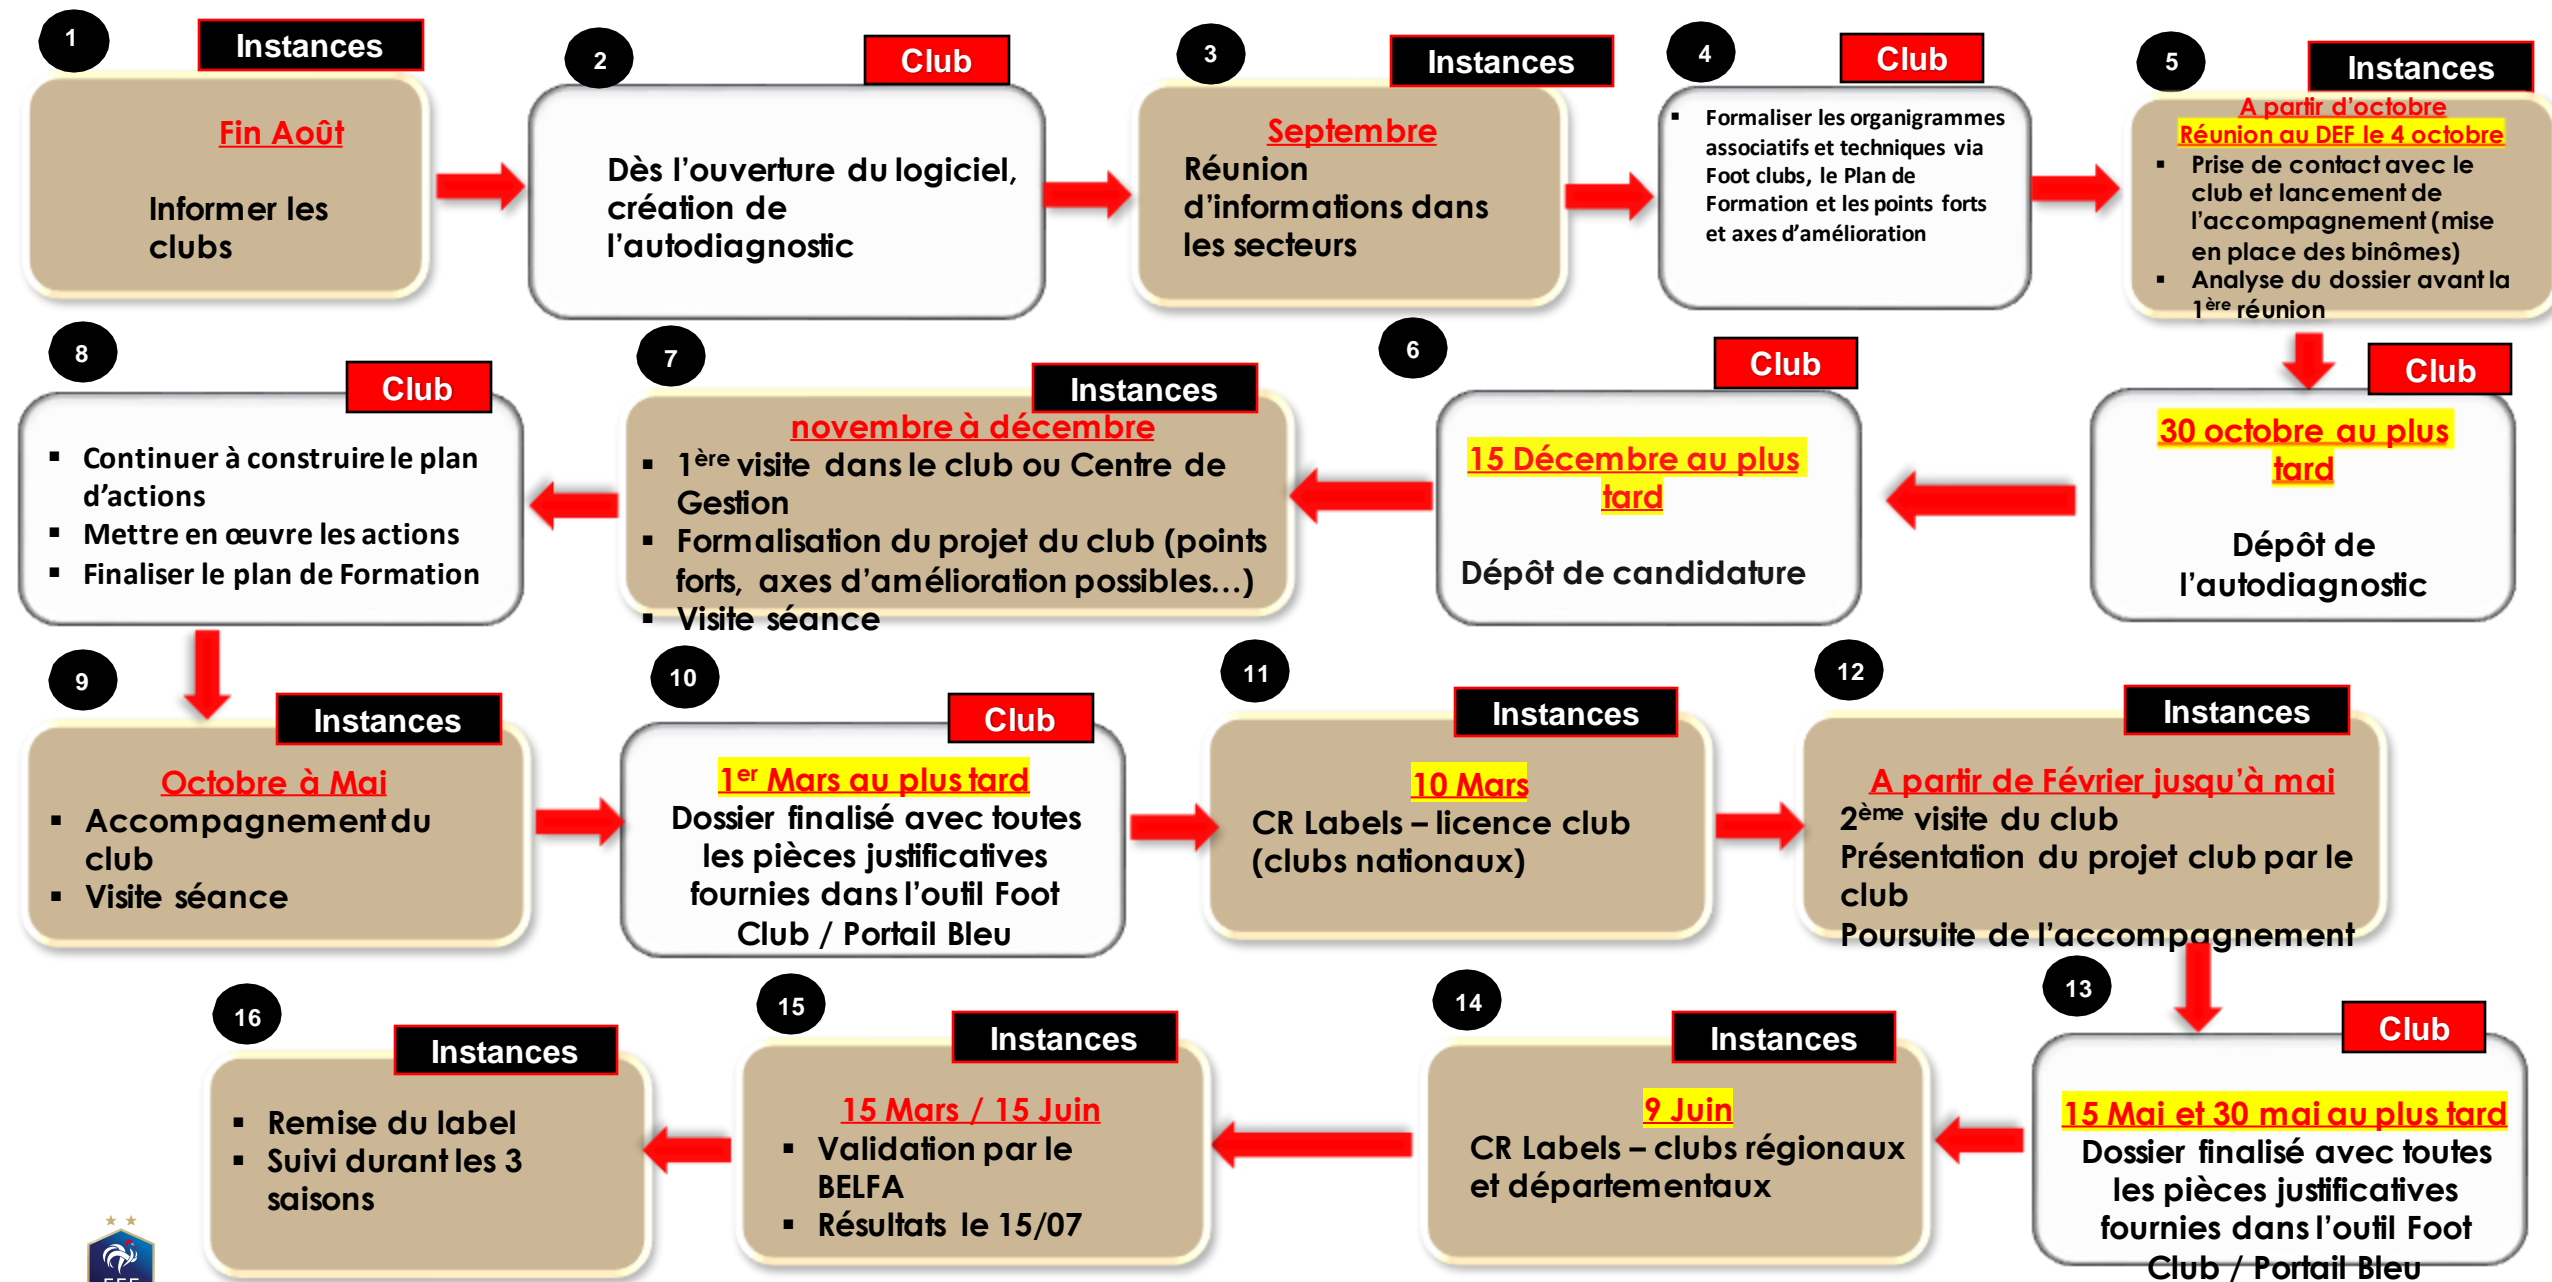 1
Instances
Fin Août
Informer les
clubs
2
Club
Dès l’ouverture du logiciel,
création de
l’autodiagnostic
3
Instances
Septembre
Réunion
d’informations dans
les secteurs
4
Club
▪ Formaliser les organigrammes
associatifs et techniques via
Foot clubs, le Plan de
Formation et les points forts
et axes d’amélioration
5
Instances
A partir d’octobre
Réunion au DEF le 4 octobre
▪ Prise de contact avec le
club et lancement de
l’accompagnement (mise
en place des binômes)
▪ Analyse du dossier avant la
1ère réunion
Club
30 octobre au plus
tard
Dépôt de
l’autodiagnostic
6
Club
15 Décembre au plus
tard
Dépôt de candidature
7
Instances
novembre à décembre
▪ 1ère visite dans le club ou Centre de
Gestion
▪ Formalisation du projet du club (points
forts, axes d’amélioration possibles…)
▪ Visite séance
8
Club
▪ Continuer à construire le plan
d’actions
▪ Mettre en œuvre les actions
▪ Finaliser le plan de Formation
9
Instances
Octobre à Mai
▪ Accompagnement du
club
▪ Visite séance
10
Club
1er Mars au plus tard
Dossier finalisé avec toutes
les pièces justificatives
fournies dans l’outil Foot
Club / Portail Bleu
11
Instances
10 Mars
CR Labels – licence club
(clubs nationaux)
12
Instances
A partir de Février jusqu’à mai
2ème visite du club
Présentation du projet club par le
club
Poursuite de l’accompagnement
13
Club
15 Mai et 30 mai au plus tard
Dossier finalisé avec toutes
les pièces justificatives
fournies dans l’outil Foot
Club / Portail Bleu
14
Instances
9 Juin
CR Labels – clubs régionaux
et départementaux
15
Instances
15 Mars / 15 Juin
▪ Validation par le
BELFA
▪ Résultats le 15/07
16
Instances
▪ Remise du label
▪ Suivi durant les 3
saisons
FFF